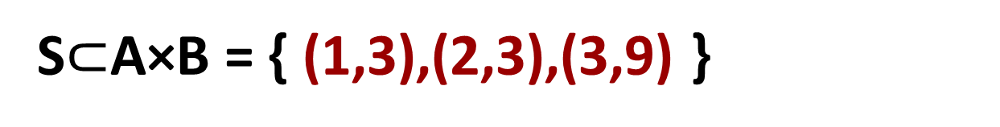 S⊂A×B = { (1,3),(2,3),(3,9) }